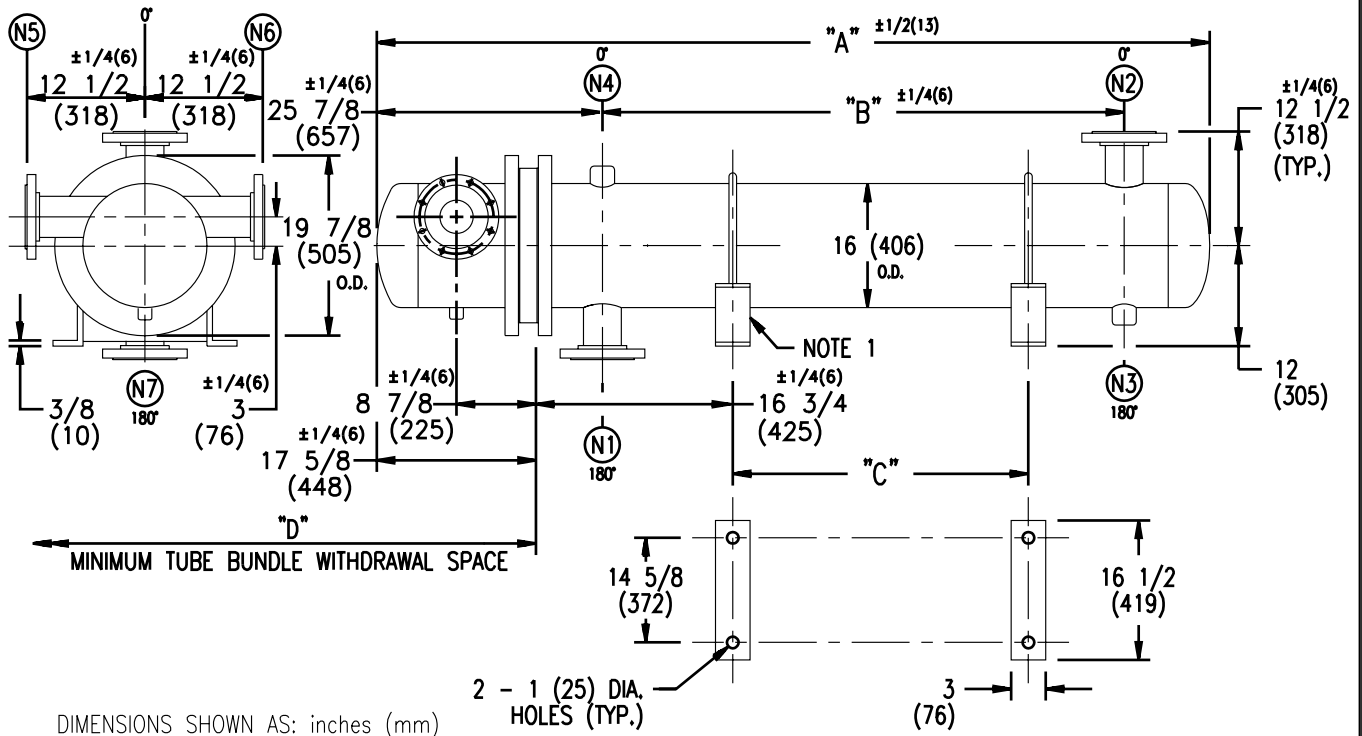 N5
0°
N6
±1/4(6)
±1/4(6)
12 1/2
12 1/2
(318)
(318)
19 7/8
(505)
O.D.
N7
180°
3/8
(10)
±1/4(6)
3
(76)
"A" ±1/2(13)
±1/4(6)
25 7/8
(657)
0°
N4
"B" ±1/4(6)
0°
N2
±1/4(6)
12 1/2
(318)
(TYP.)
16 (406)
O.D.
NOTE 1
±1/4(6)
8 7/8
(225)
±1/4(6)
16 3/4
(425)
N3
180°
12
(305)
±1/4(6)
17 5/8
(448)
N1
180°
"C"
"D"
MINIMUM TUBE BUNDLE WITHDRAWAL SPACE
14 5/8
(372)
16 1/2
(419)
2 - 1 (25) DIA.
HOLES (TYP.)
3
(76)
DIMENSIONS SHOWN AS: inches (mm)